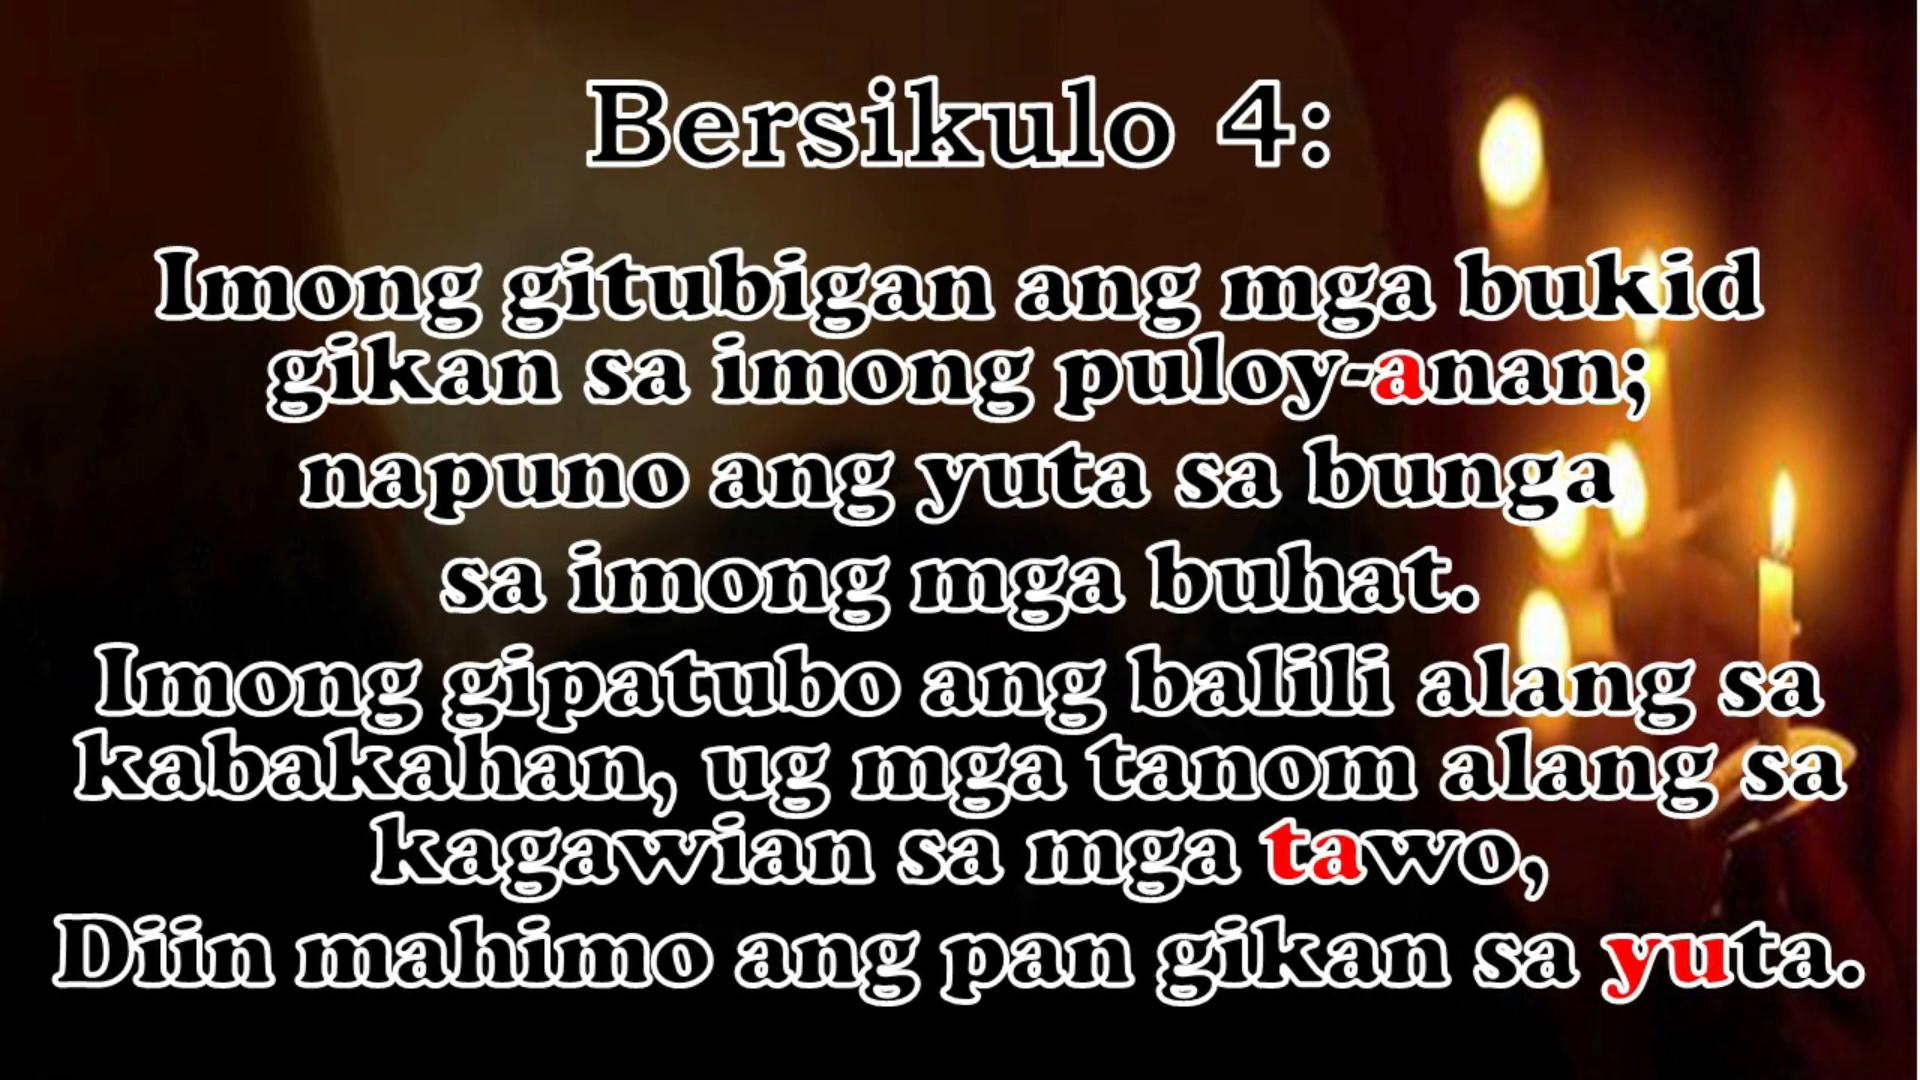 Bersikulo 4:
Imong gitubigan ang mga bukid
gikan sa imong puloy-anan;
napuno ang yuta sa bunga
sa imong mga buhat.
Imong gipatubo ang balili alang sa
kabakahan, ug mga tanom alang sa
kagawian sa mga tawo,
Diin mahimo ang pan gikan sa yuta.